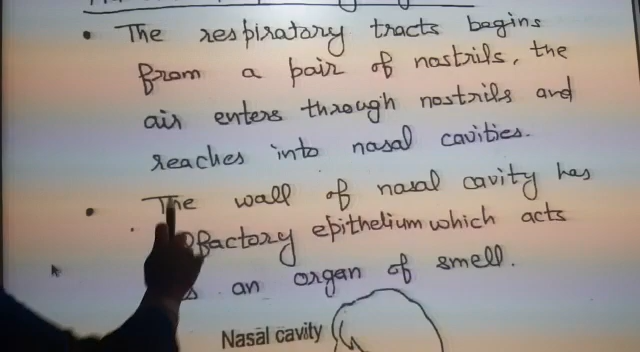 • The respiratory tracts begins
from a pair of nostrils, the
air enters through nostrils and
reaches into nasal cavities.
• The wall of nasal cavity has
epithelium which acts
an organ of smell.
Nasal cavity